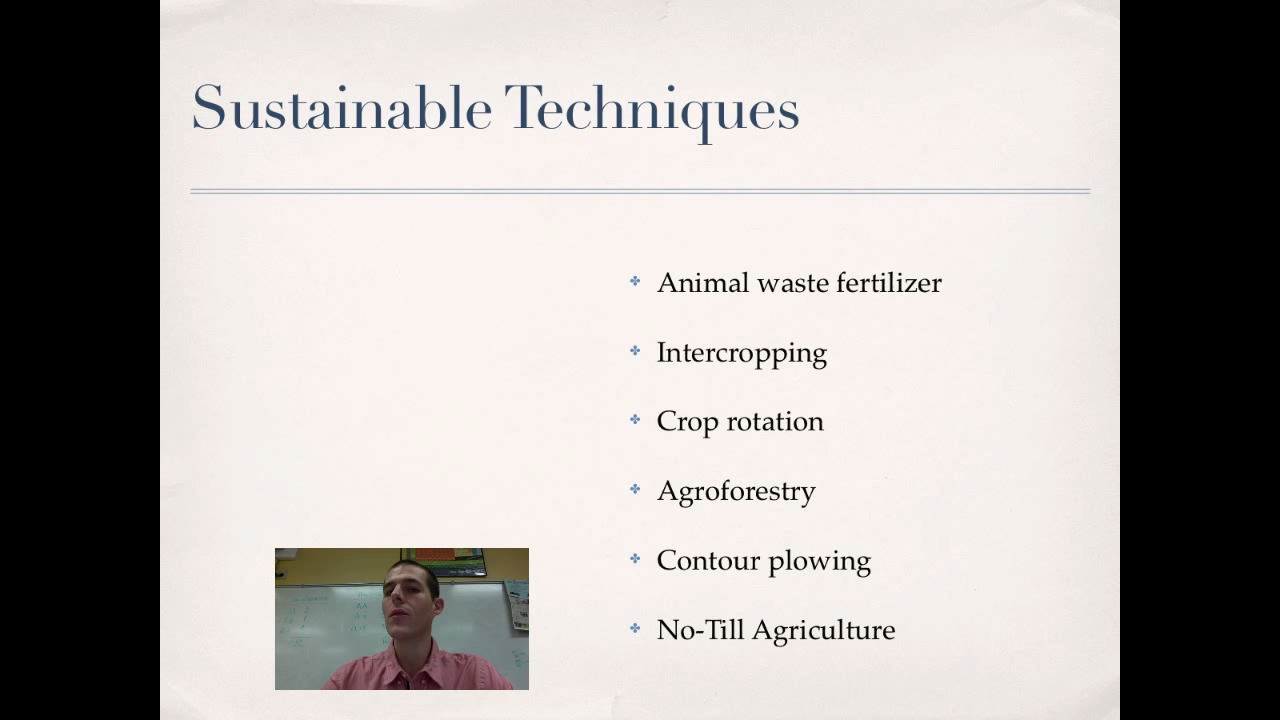 Sustainable Techniques
Animal waste fertilizer
Intercropping
Crop rotation
Agroforestry
Contour plowing
No-Till Agriculture